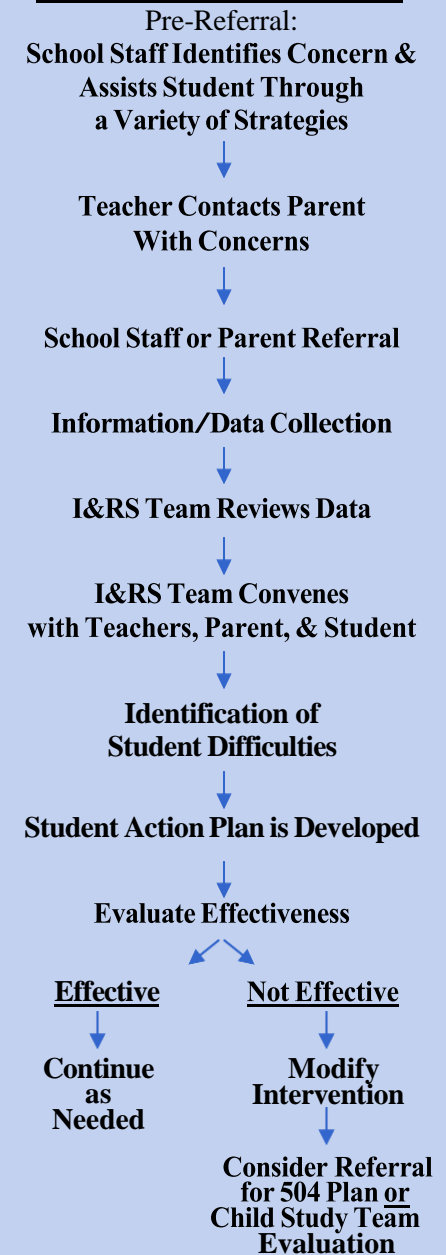 Pre-Referral:
School Staff Identifies Concern &
Assists Student Through
a Variety of Strategies
Teacher Contacts Parent
With Concerns
School Staff or Parent Referral
Information/Data Collection
I&RS Team Reviews Data
I&RS Team Convenes
with Teachers, Parent, & Student
Identification of
Student Difficulties
Student Action Plan is Developed
Evaluate Effectiveness
Effective
Continue
as
Needed
Not Effective
Modify
Intervention
Consider Referral
for 504 Plan or
Child Study Team
Evaluation